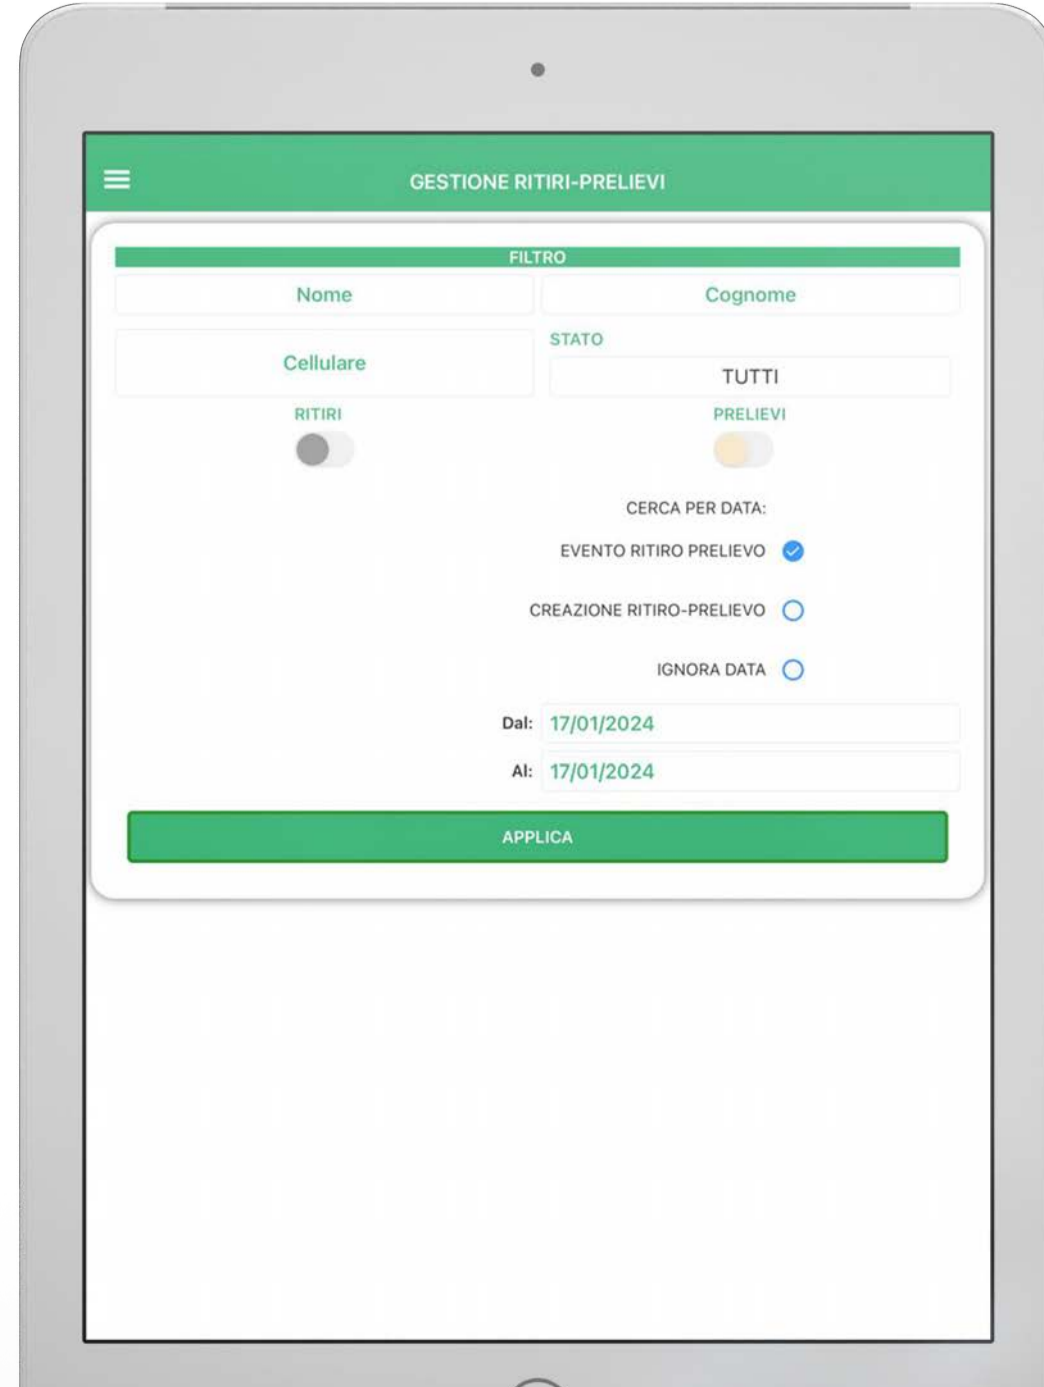 GESTIONE RITIRI-PRELIEVI
FILTRO
Nome Cognome
Cellulare
STATO
TUTTI
RITIRI PRELIEVI
CERCA PER DATA:
EVENTO RITIRO PRELIEVO
CREAZIONE RITIRO-PRELIEVO
IGNORA DATA
Dal: 17/01/2024
Al: 17/01/2024
APPLICA